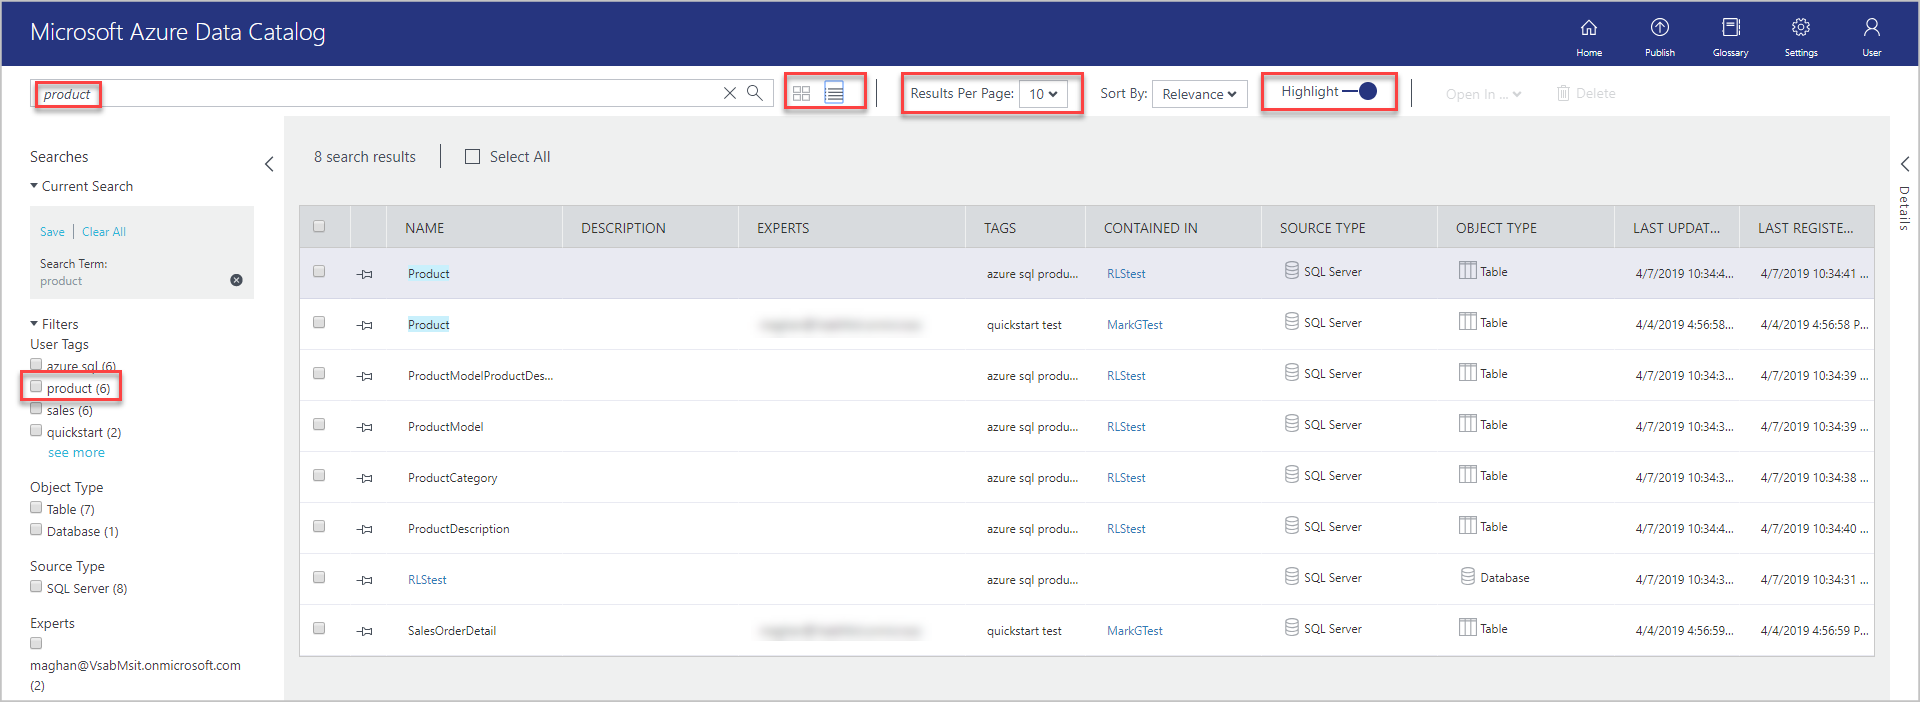 Microsoft Azure Data Catalog
Home Publish Glossary Settings User
product
Results Per Page: 10 Sort By: Relevance Highlight Open In ... Delete
Searches
Current Search
Save Clear All
Search Term:
product
Filters
User Tags
azure sql (6)
product (6)
sales (6)
quickstart (2)
see more
Object Type
Table (7)
Database (1)
Source Type
SQL Server (8)
Experts
maghan@VsabMsit.onmicrosoft.com
(2)
8 search results Select All
NAME DESCRIPTION EXPERTS TAGS CONTAINED IN SOURCE TYPE OBJECT TYPE LAST UPDAT... LAST REGISTE...
Product azure sql produ... RLStest SQL Server Table 4/7/2019 10:34:4... 4/7/2019 10:34:41 ...
Product quickstart test MarkGTest SQL Server Table 4/4/2019 4:56:58... 4/4/2019 4:56:58 P...
ProductModelProductDes... azure sql produ... RLStest SQL Server Table 4/7/2019 10:34:3... 4/7/2019 10:34:39 ...
ProductModel azure sql produ... RLStest SQL Server Table 4/7/2019 10:34:3... 4/7/2019 10:34:39 ...
ProductCategory azure sql produ... RLStest SQL Server Table 4/7/2019 10:34:3... 4/7/2019 10:34:38 ...
ProductDescription azure sql produ... RLStest SQL Server Table 4/7/2019 10:34:4... 4/7/2019 10:34:40 ...
RLStest azure sql produ... SQL Server Database 4/7/2019 10:34:3... 4/7/2019 10:34:31 ...
SalesOrderDetail quickstart test MarkGTest SQL Server Table 4/4/2019 4:56:59... 4/4/2019 4:56:59 P...
Details